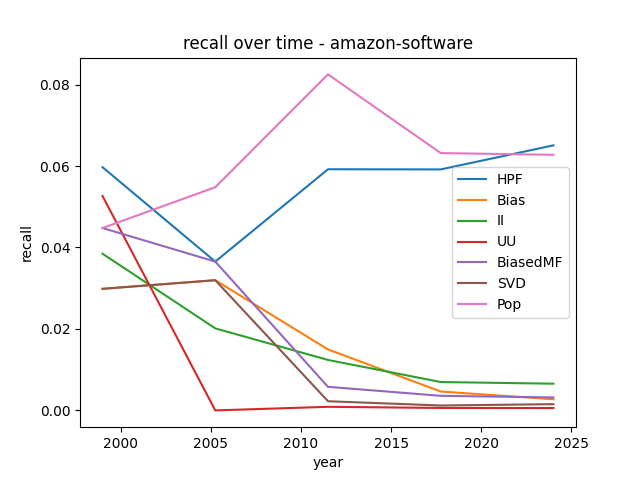 recall over time - amazon-software
0.08
0.06
0.04
0.02
0.00
recall
HPF
Bias
II
UU
BiasedMF
SVD
Pop
2000
2005
2010
2015
2020
2025
year